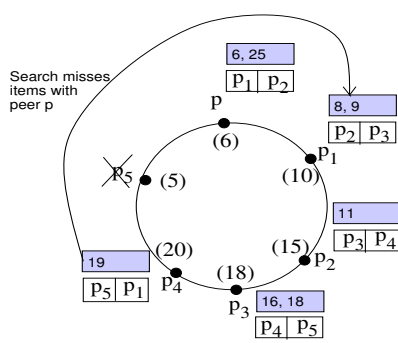 6, 25
p1 p2
Search misses
items with
peer p
8, 9
p2 p3
p
(6)
p1
(10)
p5
(5)
11
p3 p4
(15)
p2
(20)
p4
19
p5 p1
(18)
p3
16, 18
p4 p5